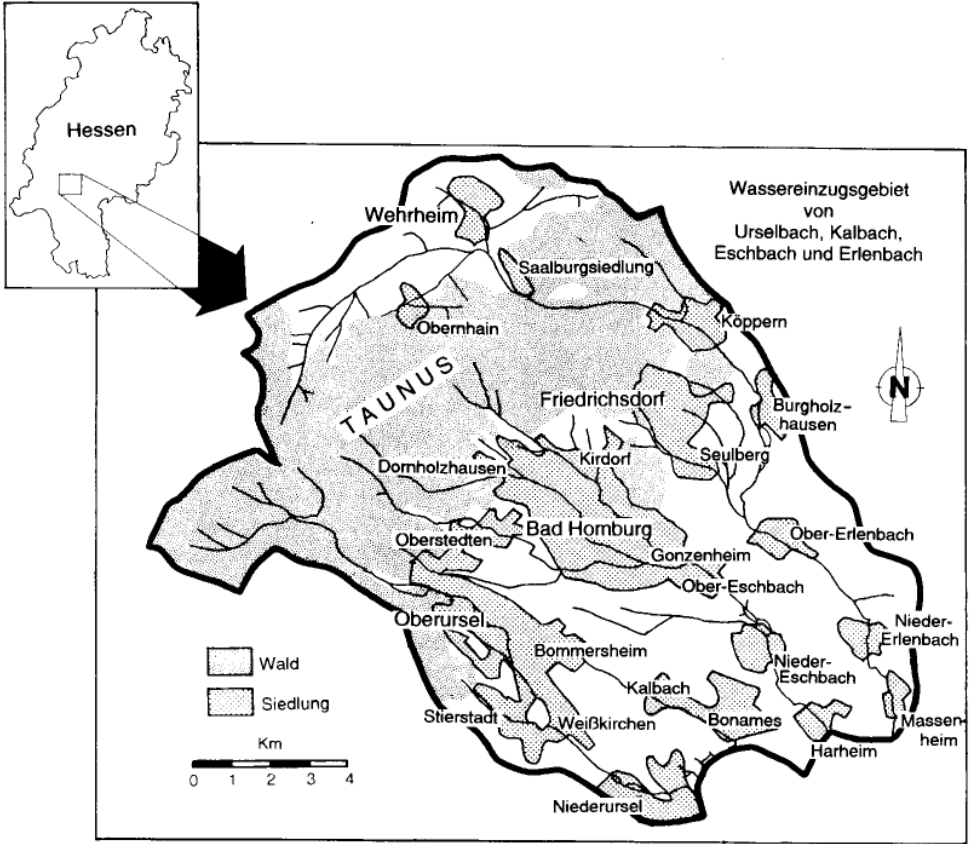 Hessen
Wassereinzugsgebiet
von
Urselbach, Kalbach,
Eschbach und Erlenbach
Wehrheim
Saalburgsiedlung
Obernhain
Köppern
TAUNUS
N
Friedrichsdorf
Burgholz-
hausen
Seulberg
Kirdorf
Dornholzhausen
Bad Homburg
Ober-Erlenbach
Oberstedten
Gonzenheim
Ober-Eschbach
Oberursel
Nieder-
Erlenbach
Bommersheim
Nieder-
Eschbach
Wald
Siedlung
Kalbach
Stierstadt
Weißkirchen
Bonames
Harheim
Massen-
heim
Km
0 1 2 3 4
Niederursel